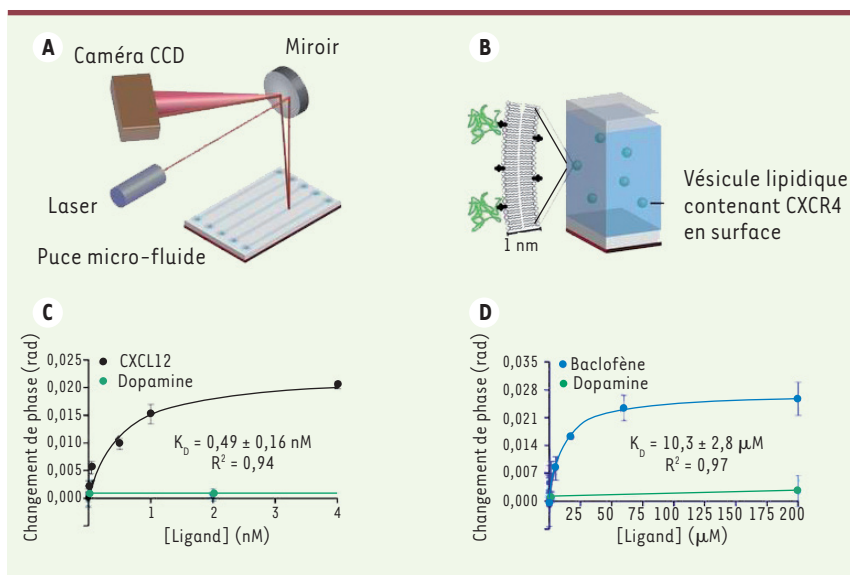 A
Caméra CCD
Miroir
Laser
Puce micro-fluide
B
1 nm
Vésicule lipidique
contenant CXCR4
en surface
C
Changement de phase (rad)
0,025
0,020
0,015
0,010
0,005
0,000
CXCL12
Dopamine
K_D = 0,49 ± 0,16 nM
R² = 0,94
1 2 3 4
[Ligand] (nM)
D
Changement de phase (rad)
0,035
0,028
0,021
0,014
0,007
0,000
Baclofène
Dopamine
K_D = 10,3 ± 2,8 µM
R² = 0,97
25 50 75 100 125 150 175 200
[Ligand] (µM)